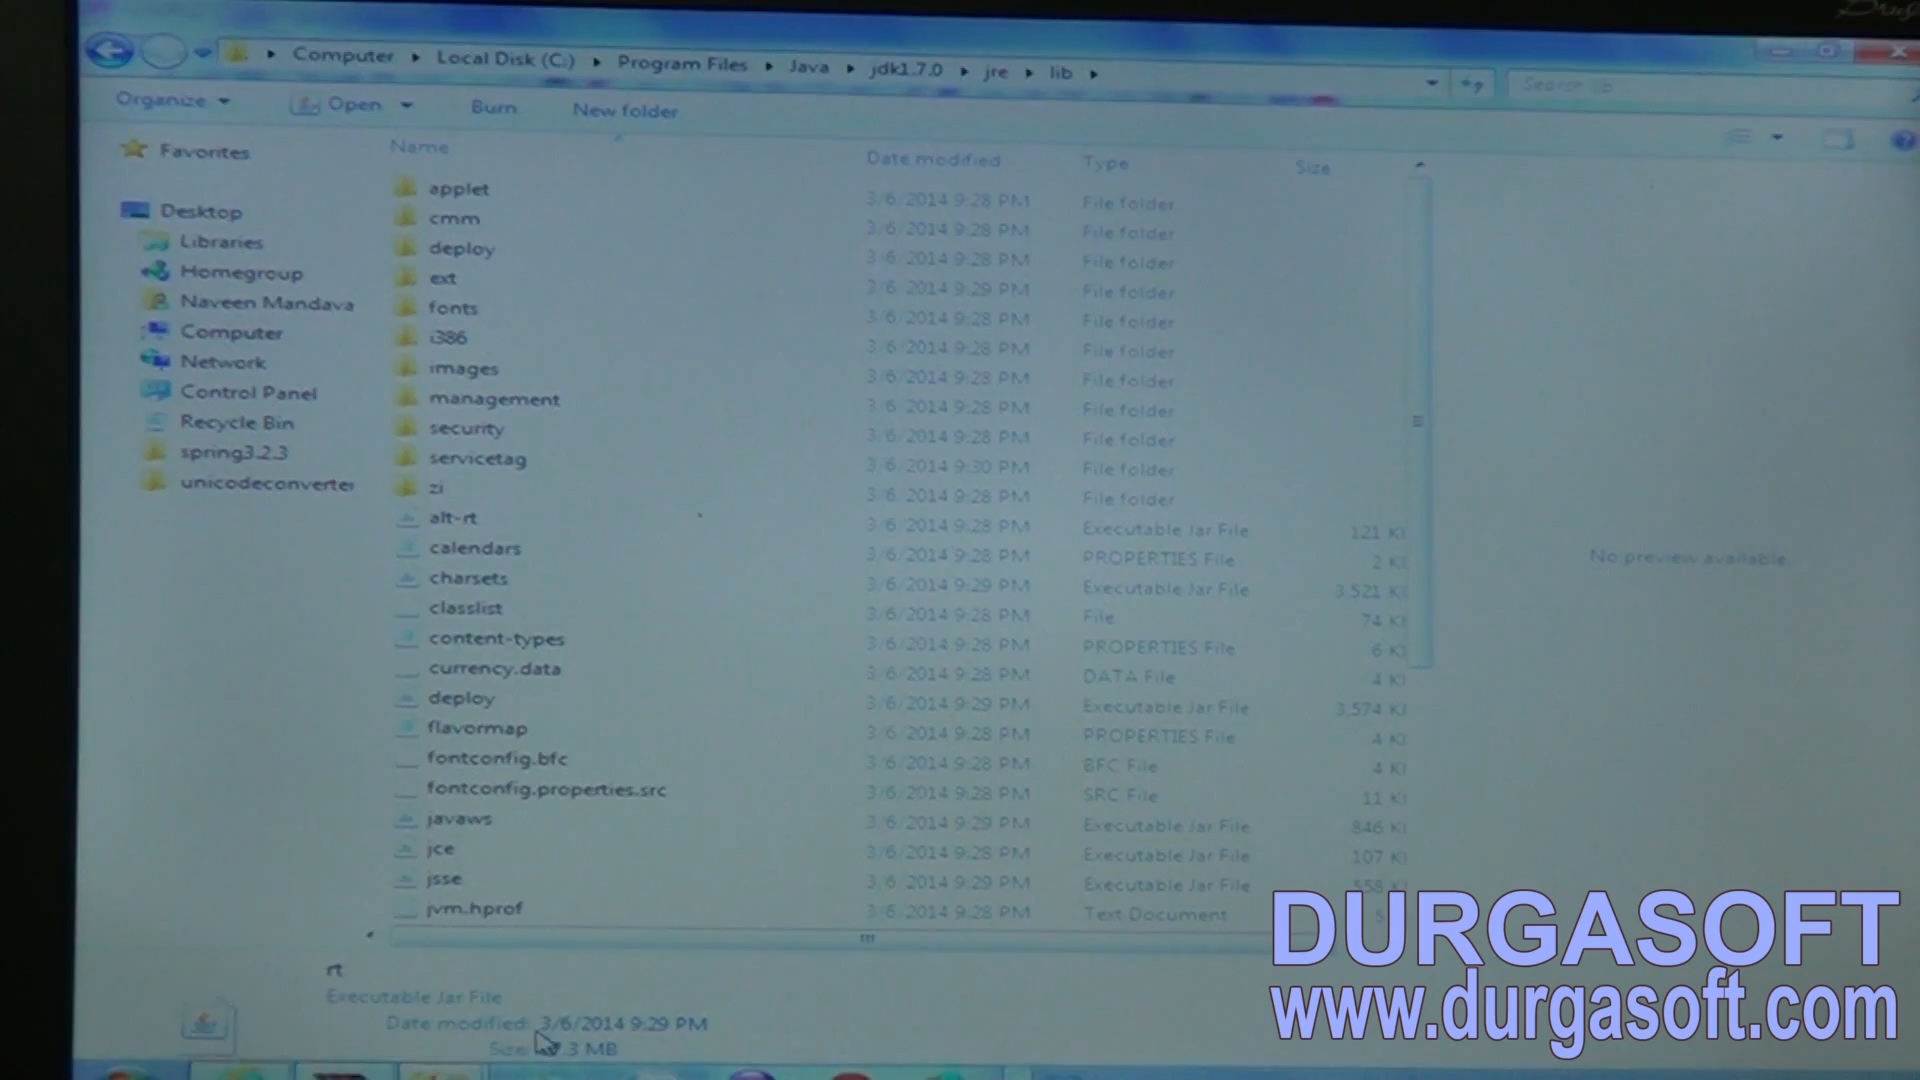 Computer ▸ Local Disk (C:) ▸ Program Files ▸ Java ▸ jdk1.7.0 ▸ jre ▸ lib ▸
Search lib
Organize Open Burn New folder
Name Date modified Type Size
Favorites
Desktop
Libraries
Homegroup
Naveen Mandava
Computer
Network
Control Panel
Recycle Bin
spring3.2.3
unicodeconverter
applet 3/6/2014 9:28 PM File folder
cmm 3/6/2014 9:28 PM File folder
deploy 3/6/2014 9:28 PM File folder
ext 3/6/2014 9:29 PM File folder
fonts 3/6/2014 9:28 PM File folder
i386 3/6/2014 9:28 PM File folder
images 3/6/2014 9:28 PM File folder
management 3/6/2014 9:28 PM File folder
security 3/6/2014 9:28 PM File folder
servicetag 3/6/2014 9:30 PM File folder
zi 3/6/2014 9:28 PM File folder
alt-rt 3/6/2014 9:28 PM Executable Jar File 121
calendars 3/6/2014 9:28 PM PROPERTIES File 2
charsets 3/6/2014 9:29 PM Executable Jar File 3,521
classlist 3/6/2014 9:28 PM File 74
content-types 3/6/2014 9:28 PM PROPERTIES File 6
currency.data 3/6/2014 9:28 PM DATA File 4
deploy 3/6/2014 9:29 PM Executable Jar File 3,574
flavormap 3/6/2014 9:28 PM PROPERTIES File 4
fontconfig.bfc 3/6/2014 9:28 PM BFC File 4
fontconfig.properties.src 3/6/2014 9:28 PM SRC File 11
javaws 3/6/2014 9:29 PM Executable Jar File 846
jce 3/6/2014 9:28 PM Executable Jar File 107
jsse 3/6/2014 9:29 PM Executable Jar File 558
jvm.hprof 3/6/2014 9:28 PM Text Document 5
No preview available.
rt
Executable Jar File
Date modified: 3/6/2014 9:29 PM
Size: MB
DURGASOFT
www.durgasoft.com